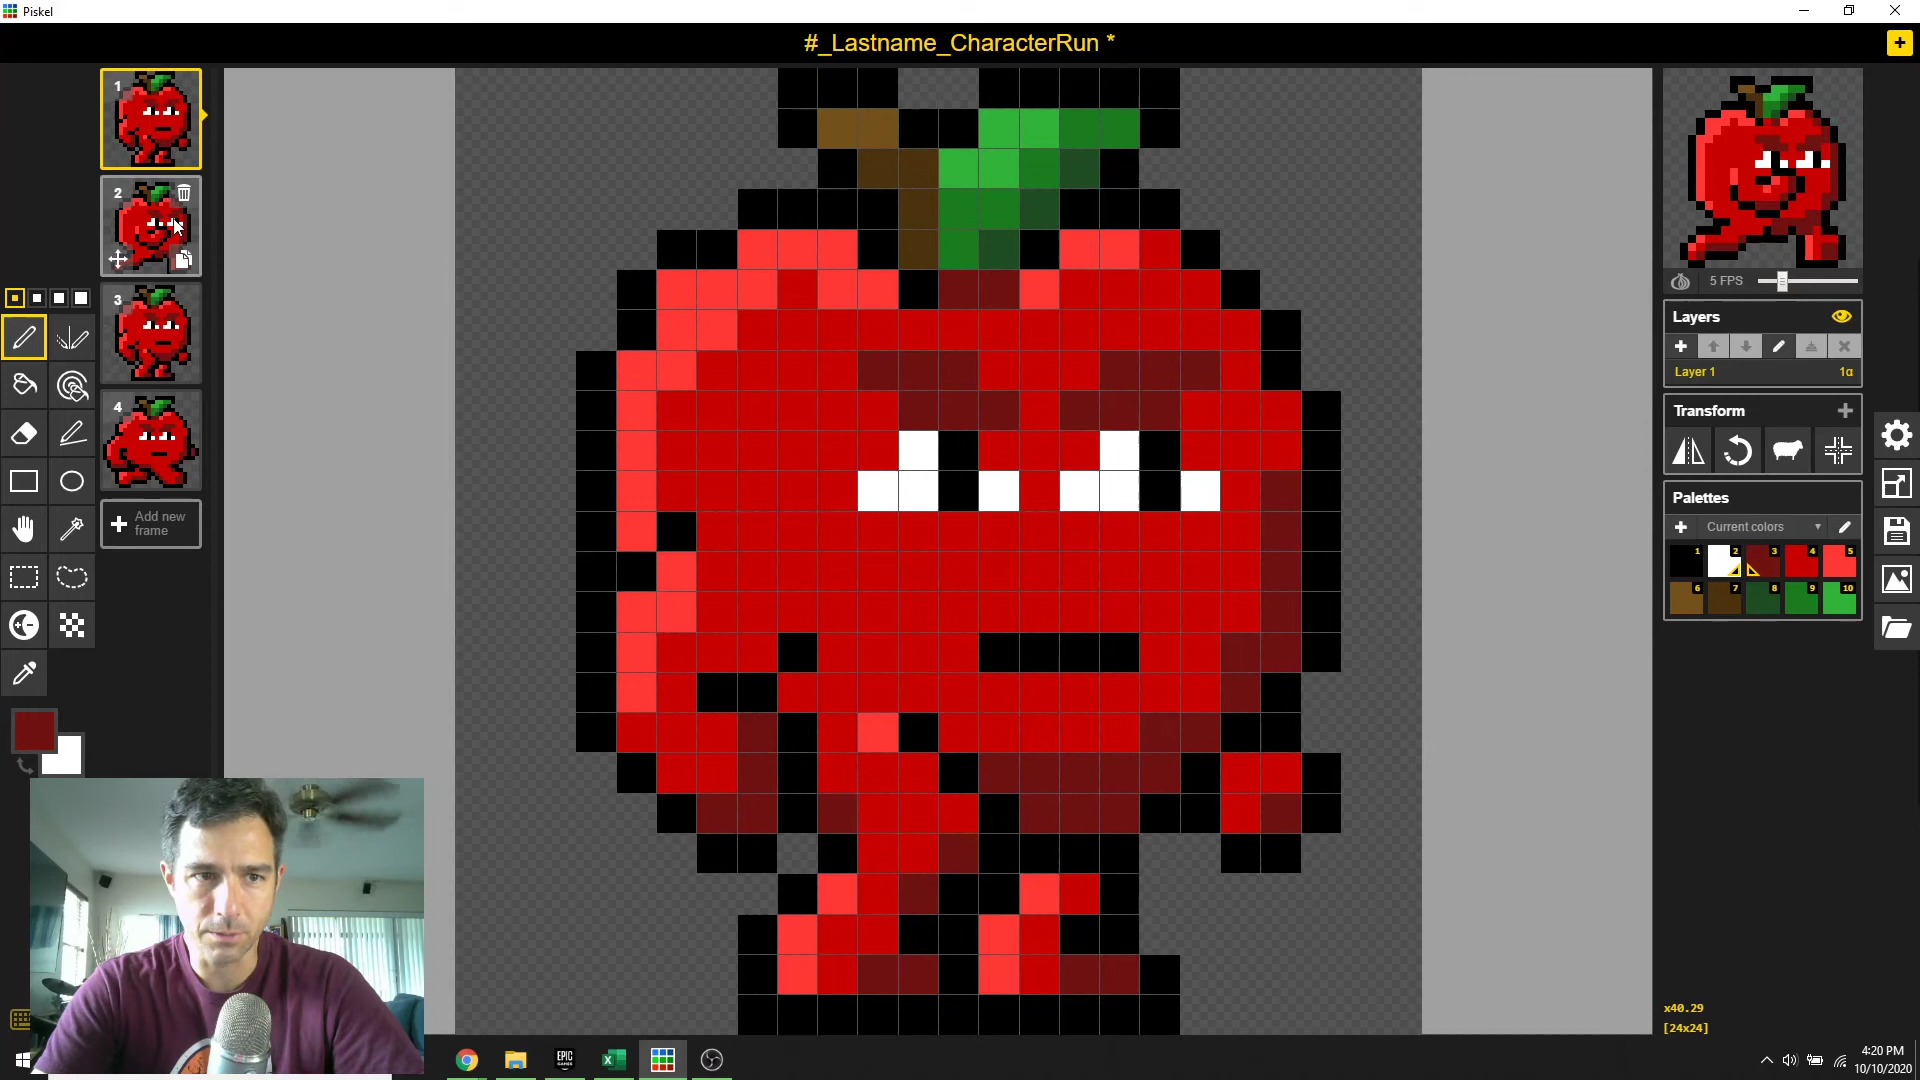 Piskel
#_Lastname_CharacterRun *
+
1
2
3
4
Add new
frame
5 FPS
Layers
Layer 1
1α
Transform
Palettes
Current colors
1 2 3 4 5
6 7 8 9 10
x40.29
[24x24]
EPIC
GAMES
4:20 PM
10/10/2020